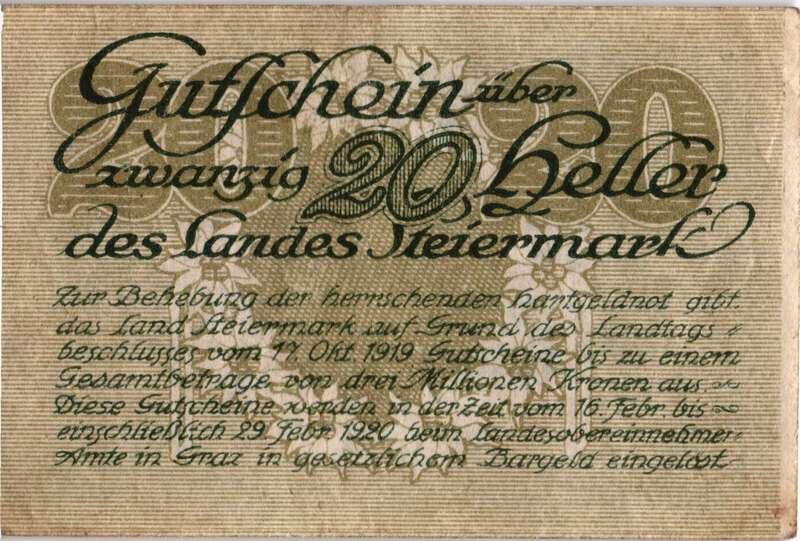 20 20
Gutschein über
zwanzig 20 Heller
des Landes Steiermark
Zur Behebung der herrschenden Hartgeldnot gibt
das Land Steiermark auf Grund des Landtags-
beschlusses vom 17. Okt. 1919 Gutscheine bis zu einem
Gesamtbetrage von drei Millionen Kronen aus
Diese Gutscheine werden in der Zeit vom 16. Febr. bis
einschließlich 29. Febr. 1920 beim Landesobereinnehmer-
Amte in Graz in gesetzlichem Bargeld eingelöst